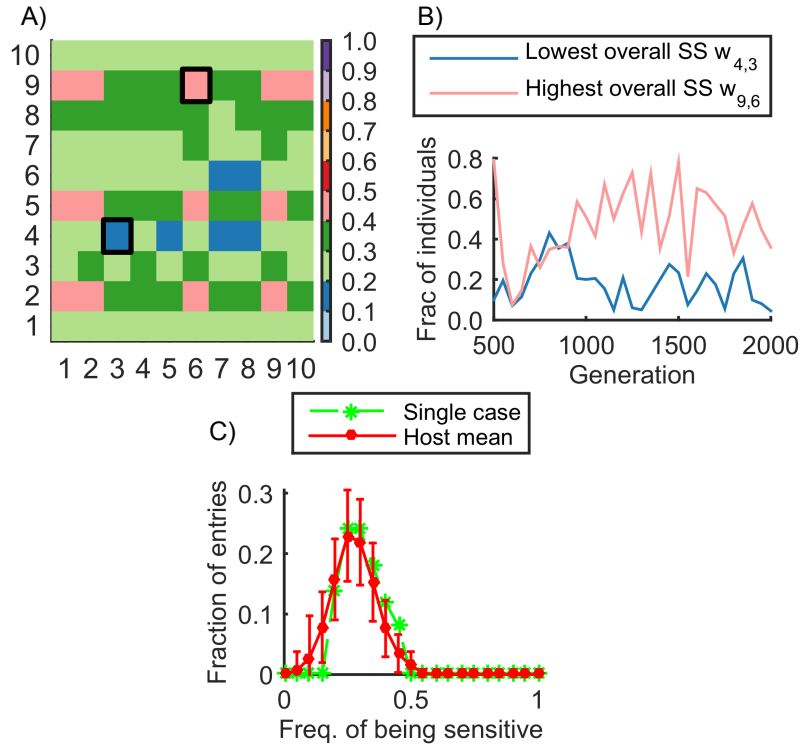 A)
10
9
8
7
6
5
4
3
2
1
1 2 3 4 5 6 7 8 9 10
1.0
0.9
0.8
0.7
0.6
0.5
0.4
0.3
0.2
0.1
0.0
B)
Lowest overall SS w4,3
Highest overall SS w9,6
Frac of individuals
0.8
0.6
0.4
0.2
0.0
500 1000 1500 2000
Generation
C)
Single case
Host mean
Fraction of entries
0.3
0.2
0.1
0
0 0.5 1
Freq. of being sensitive